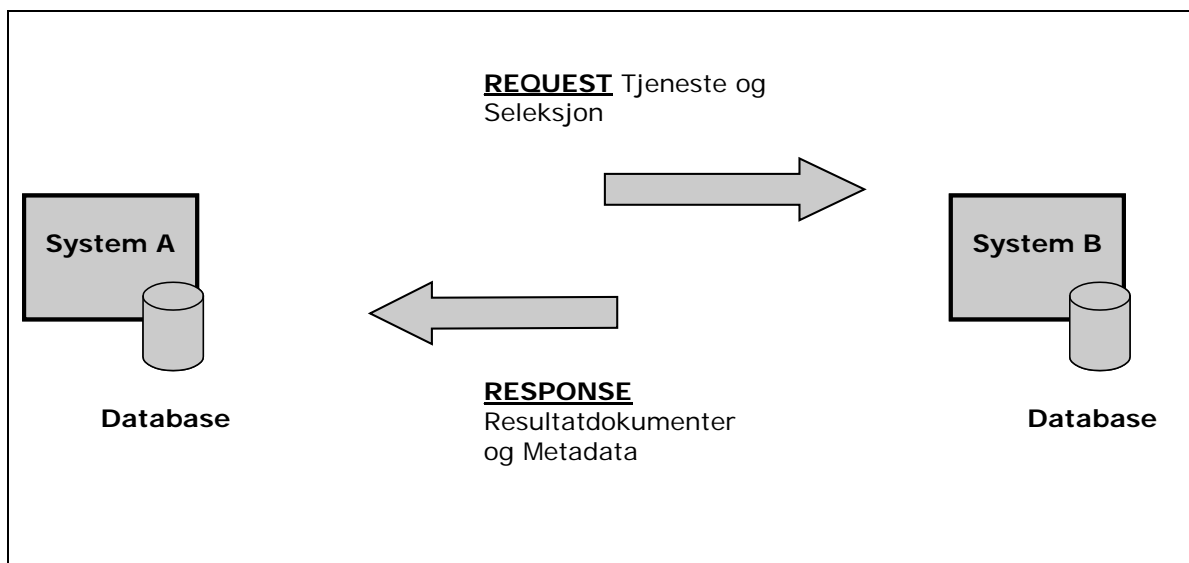 REQUEST Tjeneste og
Seleksjon
System A
System B
RESPONSE
Resultatdokumenter
og Metadata
Database
Database